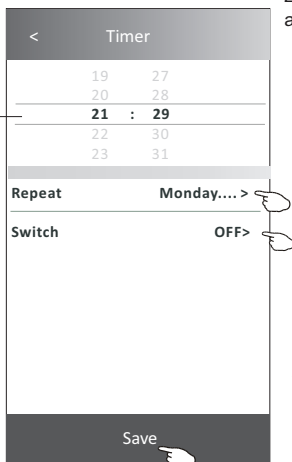 < Timer
19 27
20 28
21 : 29
22 30
23 31
Repeat Monday.... >
Switch OFF>
Save